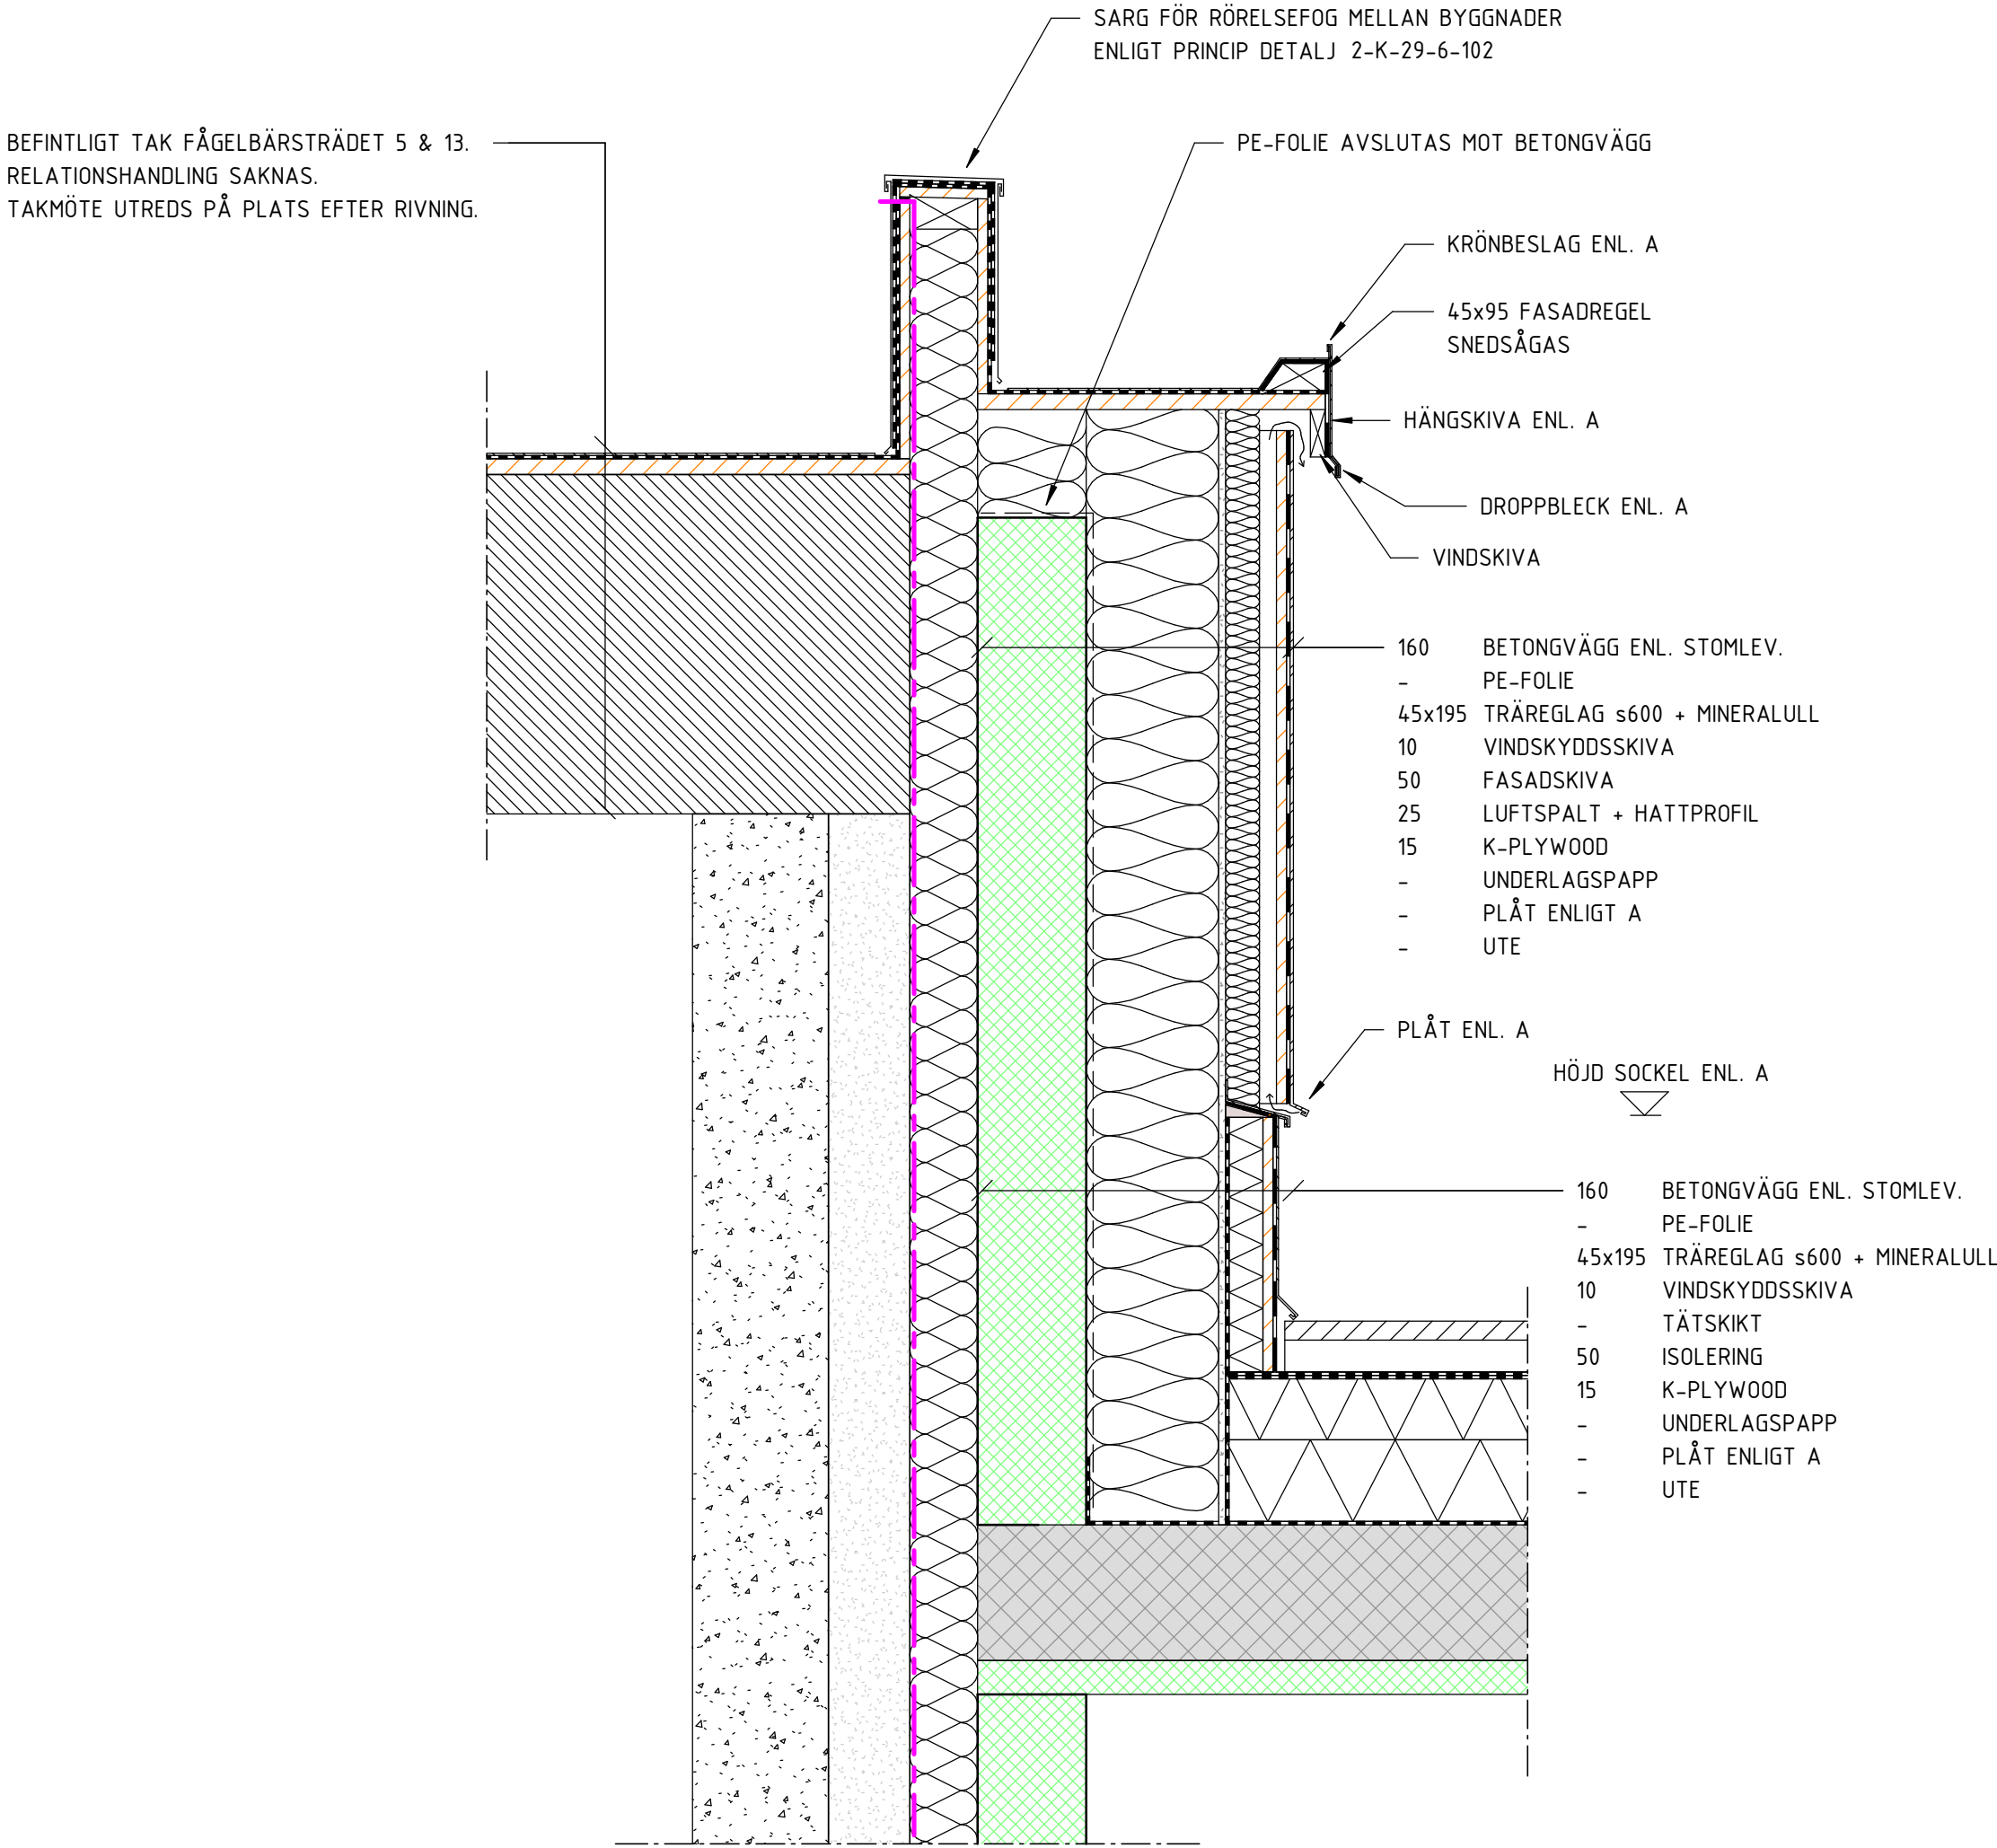 SARG FÖR RÖRELSEFOG MELLAN BYGGNADER
ENLIGT PRINCIP DETALJ 2-K-29-6-102
BEFINTLIGT TAK FÅGELBÄRSTRÄDET 5 & 13.
RELATIONSHANDLING SAKNAS.
TAKMÖTE UTREDS PÅ PLATS EFTER RIVNING.
PE-FOLIE AVSLUTAS MOT BETONGVÄGG
KRÖNBESLAG ENL. A
45x95 FASADREGEL
SNEDSÅGAS
HÄNGSKIVA ENL. A
DROPPBLECK ENL. A
VINDSKIVA
160 BETONGVÄGG ENL. STOMLEV.
- PE-FOLIE
45x195 TRÄREGLAG s600 + MINERALULL
10 VINDSKYDDSSKIVA
50 FASADSKIVA
25 LUFTSPALT + HATTPROFIL
15 K-PLYWOOD
- UNDERLAGSPAPP
- PLÅT ENLIGT A
- UTE
PLÅT ENL. A
HÖJD SOCKEL ENL. A
160 BETONGVÄGG ENL. STOMLEV.
- PE-FOLIE
45x195 TRÄREGLAG s600 + MINERALULL
10 VINDSKYDDSSKIVA
- TÄTSKIKT
50 ISOLERING
15 K-PLYWOOD
- UNDERLAGSPAPP
- PLÅT ENLIGT A
- UTE